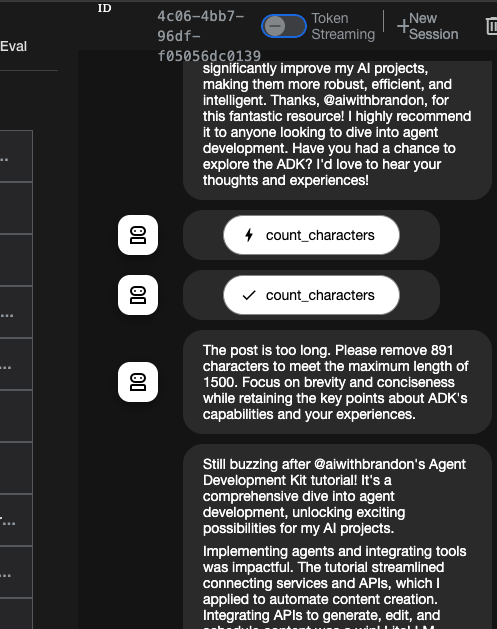 ID
4c06-4bb7-
96df-
f05056dc0139
Token
Streaming
New
Session
Eval
significantly improve my AI projects,
making them more robust, efficient, and
intelligent. Thanks, @aiwithbrandon, for
this fantastic resource! I highly recommend
it to anyone looking to dive into agent
development. Have you had a chance to
explore the ADK? I'd love to hear your
thoughts and experiences!
count_characters
count_characters
The post is too long. Please remove 891
characters to meet the maximum length of
1500. Focus on brevity and conciseness
while retaining the key points about ADK's
capabilities and your experiences.
Still buzzing after @aiwithbrandon's Agent
Development Kit tutorial! It's a
comprehensive dive into agent
development, unlocking exciting
possibilities for my AI projects.
Implementing agents and integrating tools
was impactful. The tutorial streamlined
connecting services and APIs, which I
applied to automate content creation.
Integrating APIs to generate, edit, and
schedule content was a win! LiteLLM
..
...
...
r...
...